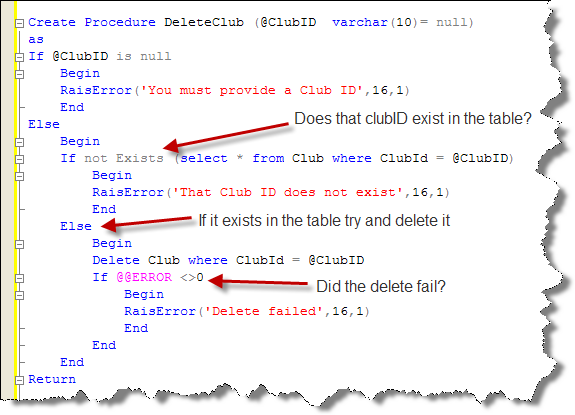 Create Procedure DeleteClub (@ClubID  varchar(10)= null)
as
If @ClubID is null
    Begin
    RaisError('You must provide a Club ID',16,1)
    End
Else
Does that clubID exist in the table?
    Begin
    If not Exists (select * from Club where ClubId = @ClubID)
        Begin
        RaisError('That Club ID does not exist',16,1)
        End
    Else
If it exists in the table try and delete it
        Begin
        Delete Club where ClubId = @ClubID
        If @@ERROR <>0
Did the delete fail?
            Begin
            RaisError('Delete failed',16,1)
            End
        End
    End
Return